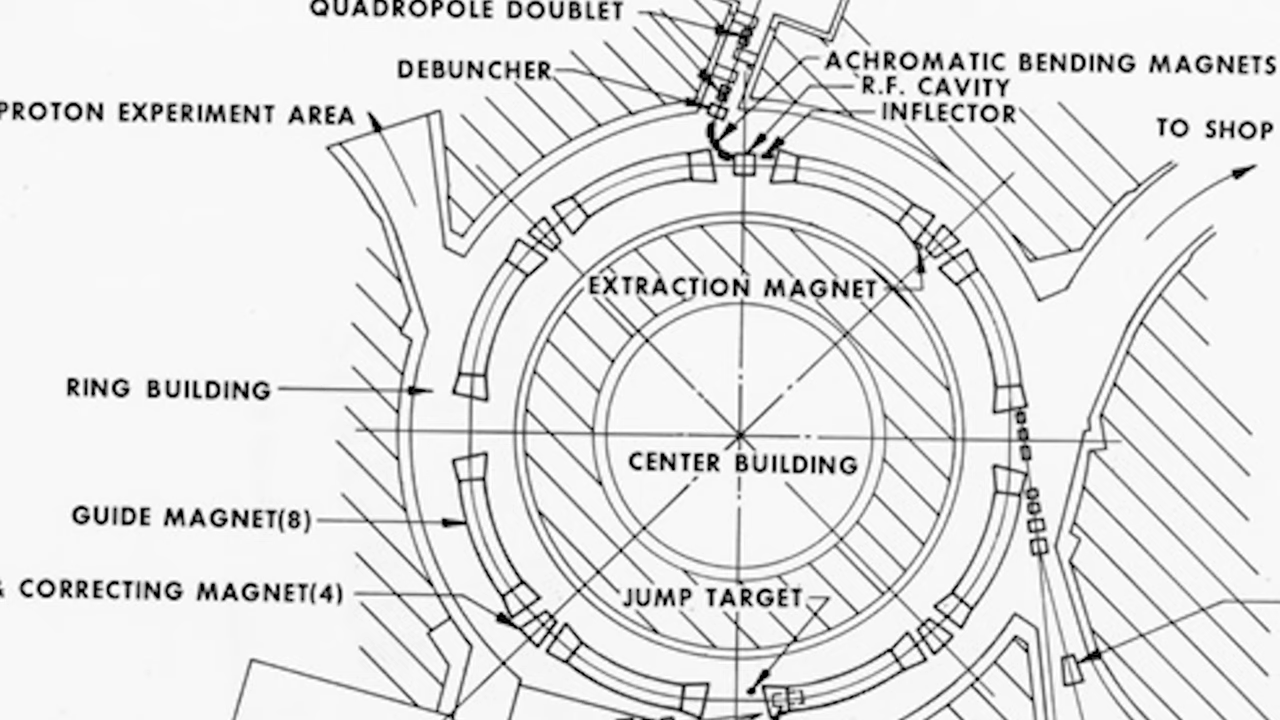 QUADROPOLE DOUBLET
ACHROMATIC BENDING MAGNETS
DEBUNCHER
R.F. CAVITY
PROTON EXPERIMENT AREA
INFLECTOR
TO SHOP
EXTRACTION MAGNET
RING BUILDING
CENTER BUILDING
GUIDE MAGNET(8)
& CORRECTING MAGNET(4)
JUMP TARGET